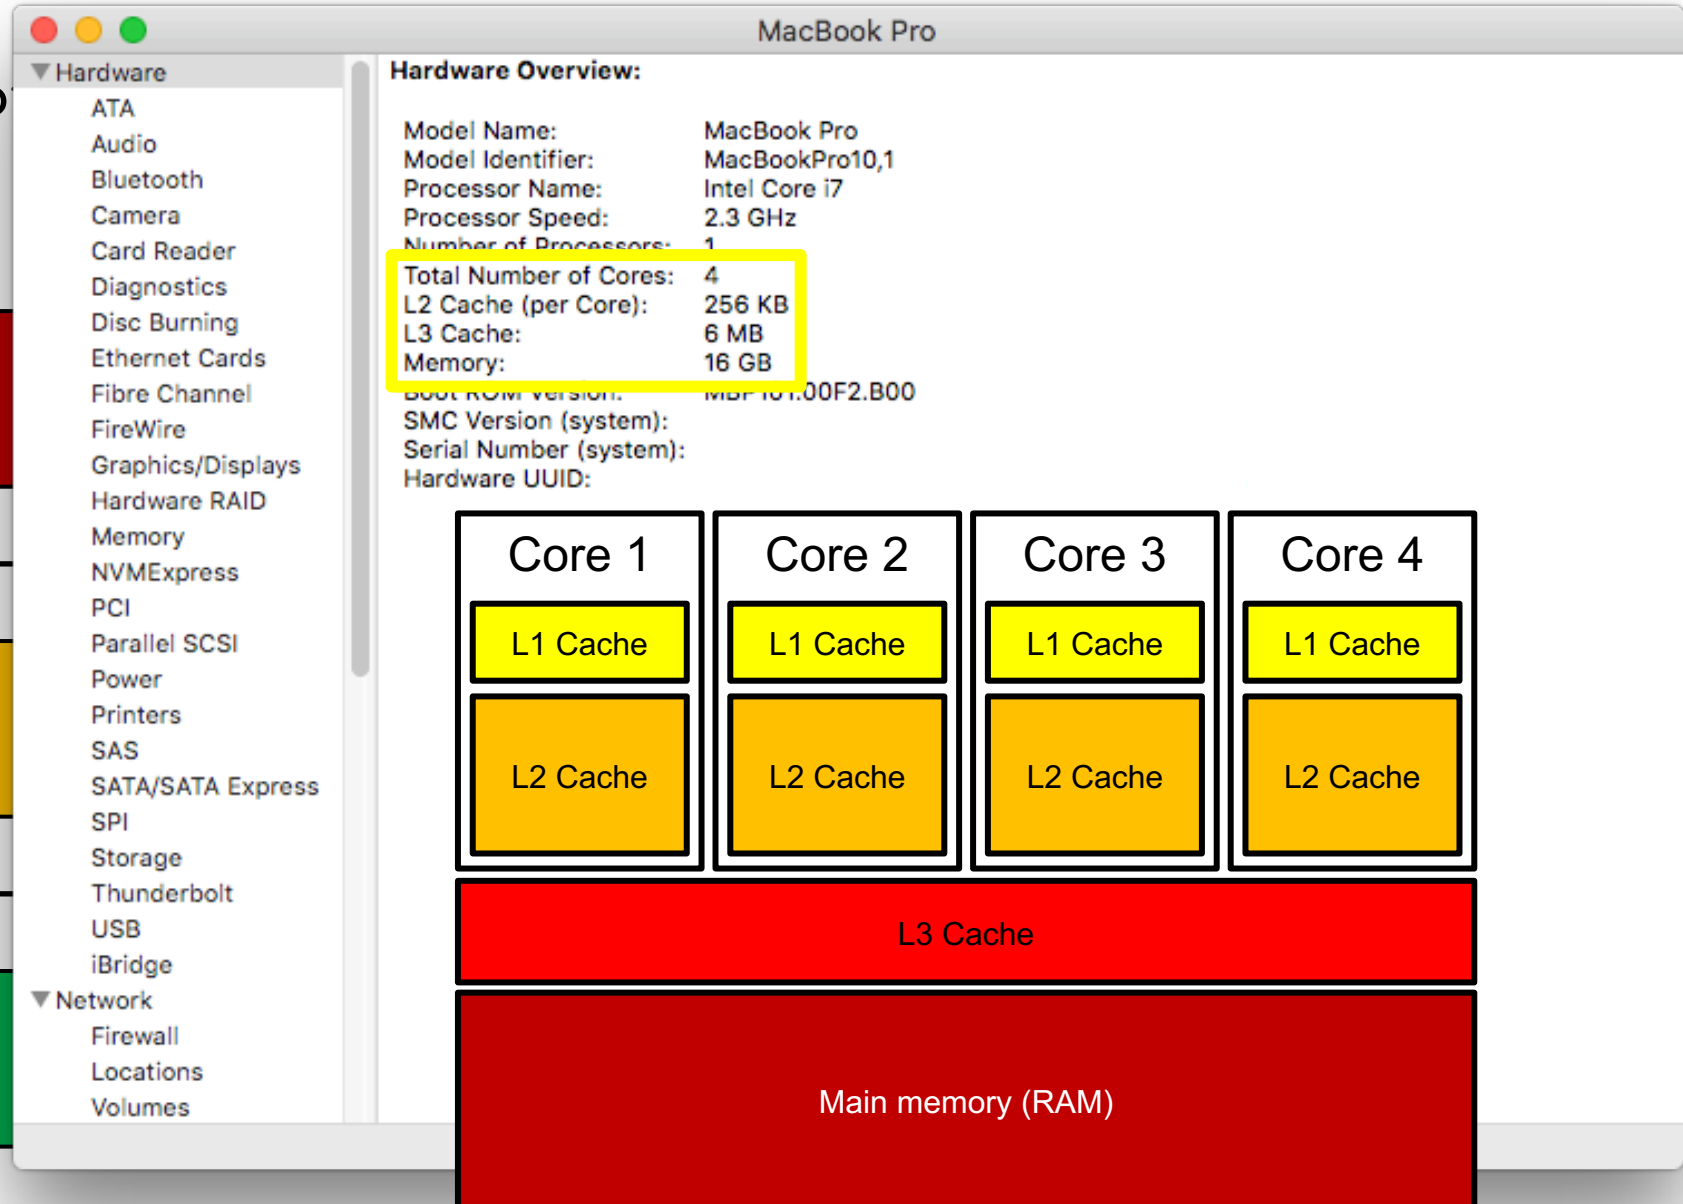 MacBook Pro
Hardware
ATA
Audio
Bluetooth
Camera
Card Reader
Diagnostics
Disc Burning
Ethernet Cards
Fibre Channel
FireWire
Graphics/Displays
Hardware RAID
Memory
NVMExpress
PCI
Parallel SCSI
Power
Printers
SAS
SATA/SATA Express
SPI
Storage
Thunderbolt
USB
iBridge
Network
Firewall
Locations
Volumes
Hardware Overview:
Model Name: MacBook Pro
Model Identifier: MacBookPro10,1
Processor Name: Intel Core i7
Processor Speed: 2.3 GHz
Number of Processors: 1
Total Number of Cores: 4
L2 Cache (per Core): 256 KB
L3 Cache: 6 MB
Memory: 16 GB
Boot ROM Version: MBP101.00F2.B00
SMC Version (system):
Serial Number (system):
Hardware UUID:
Core 1 Core 2 Core 3 Core 4
L1 Cache L1 Cache L1 Cache L1 Cache
L2 Cache L2 Cache L2 Cache L2 Cache
L3 Cache
Main memory (RAM)